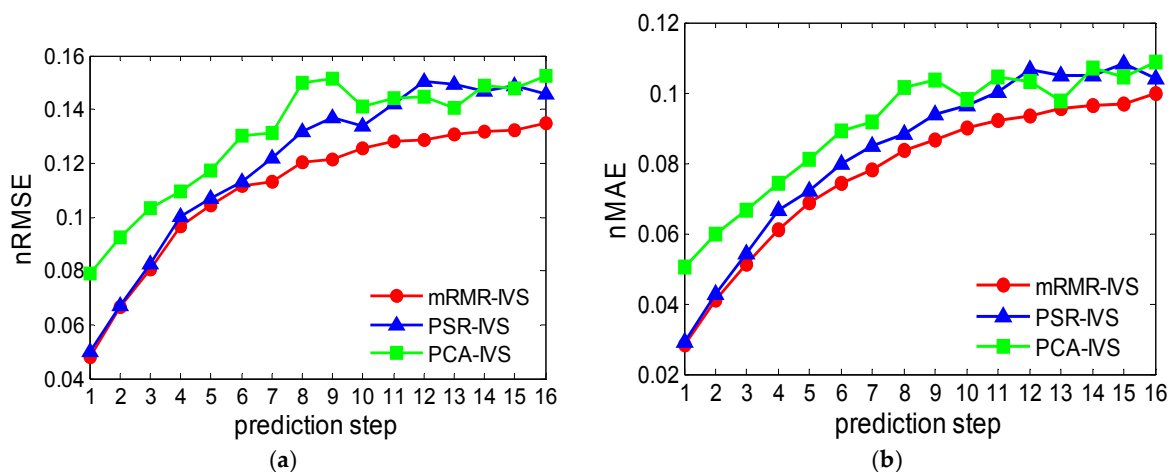 0.16
0.14
0.12
0.1
0.08
0.06
0.04
nRMSE
mRMR-IVS
PSR-IVS
PCA-IVS
1 2 3 4 5 6 7 8 9 10 11 12 13 14 15 16
prediction step
(a)
0.12
0.1
0.08
0.06
0.04
0.02
nMAE
mRMR-IVS
PSR-IVS
PCA-IVS
1 2 3 4 5 6 7 8 9 10 11 12 13 14 15 16
prediction step
(b)